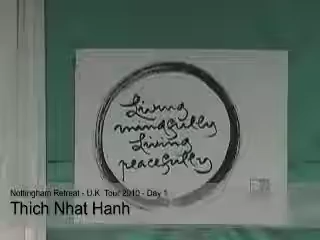 Living
mindfully
Living
peacefully
Nottingham Retreat - U.K. Tour 2010 - Day 1
Thich Nhat Hanh